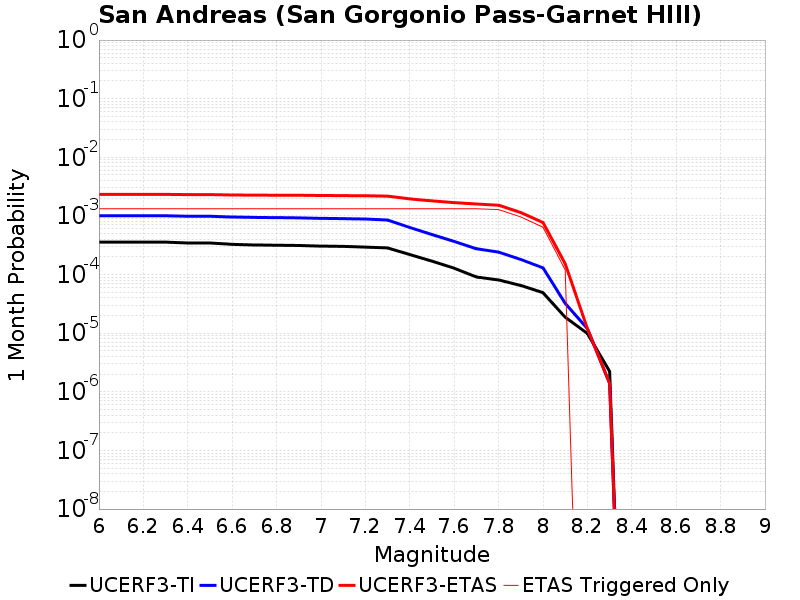 San Andreas (San Gorgonio Pass-Garnet HIll)
10^0
10^-1
10^-2
10^-3
10^-4
10^-5
10^-6
10^-7
10^-8
1 Month Probability
6 6.2 6.4 6.6 6.8 7 7.2 7.4 7.6 7.8 8 8.2 8.4 8.6 8.8 9
Magnitude
UCERF3-TI UCERF3-TD UCERF3-ETAS ETAS Triggered Only